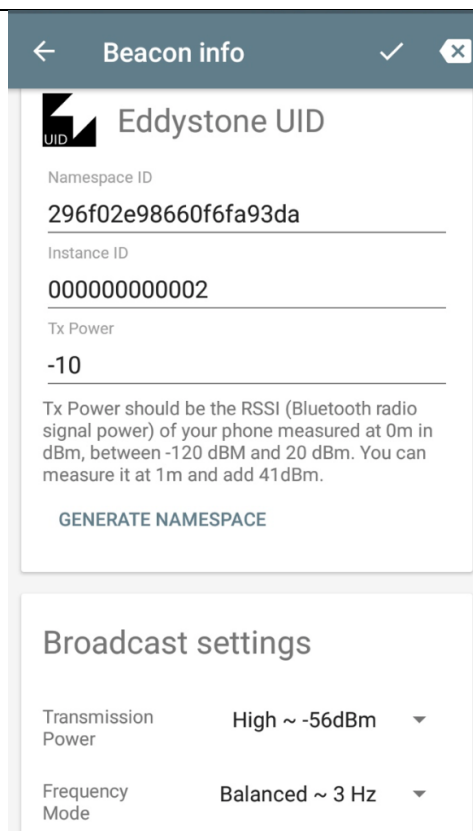 Beacon info
UID
Eddystone UID
Namespace ID
296f02e98660f6fa93da
Instance ID
000000000002
Tx Power
-10
Tx Power should be the RSSI (Bluetooth radio
signal power) of your phone measured at 0m in
dBm, between -120 dBM and 20 dBm. You can
measure it at 1m and add 41dBm.
GENERATE NAMESPACE
Broadcast settings
Transmission
Power
High ~ -56dBm
Frequency
Mode
Balanced ~ 3 Hz